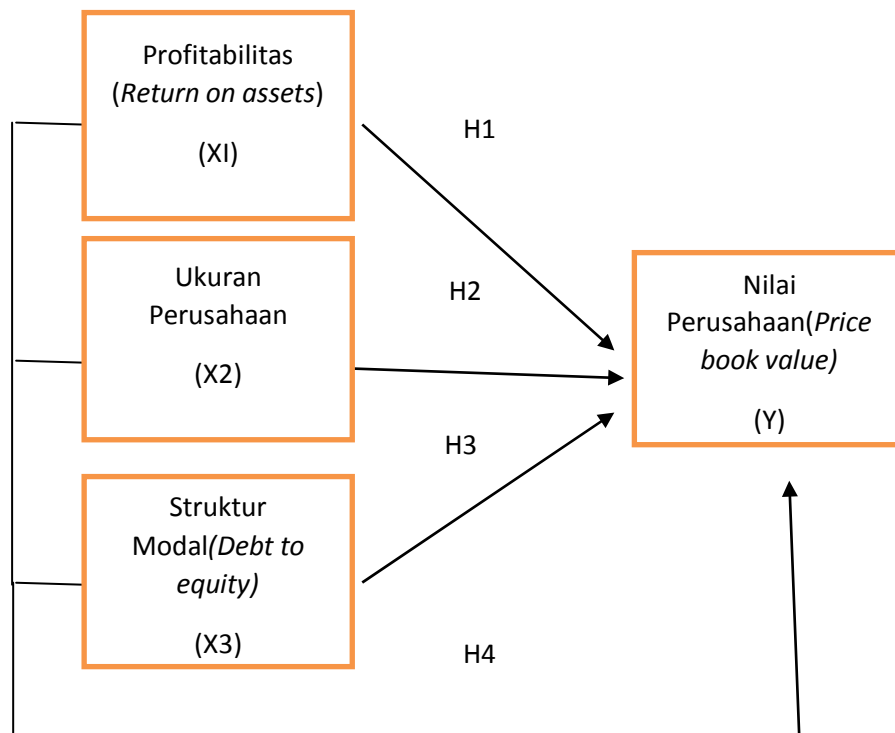 Profitabilitas
(Return on assets)
(XI)
H1
Ukuran
Perusahaan
(X2)
H2
Nilai
Perusahaan(Price
book value)
(Y)
H3
Struktur
Modal(Debt to
equity)
(X3)
H4